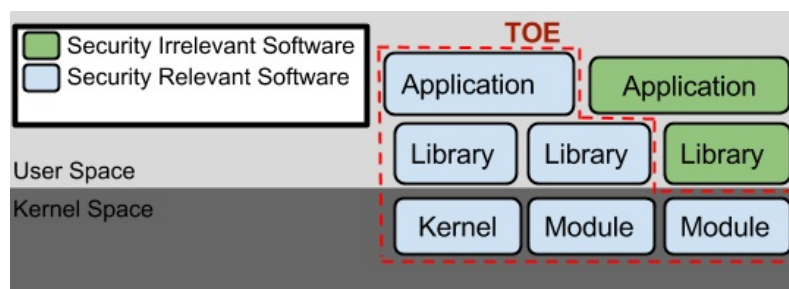 TOE
Security Irrelevant Software
Security Relevant Software
Application
Application
Library
Library
Library
User Space
Kernel Space
Kernel
Module
Module